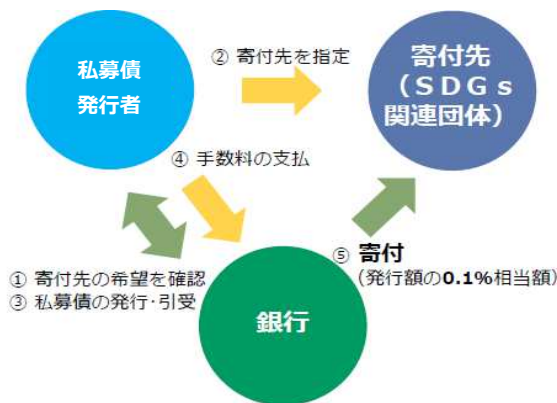 私募債
発行者
② 寄付先を指定
寄付先
(SDGs
関連団体)
④ 手数料の支払
① 寄付先の希望を確認
③ 私募債の発行・引受
銀行
⑤ 寄付
(発行額の0.1%相当額)